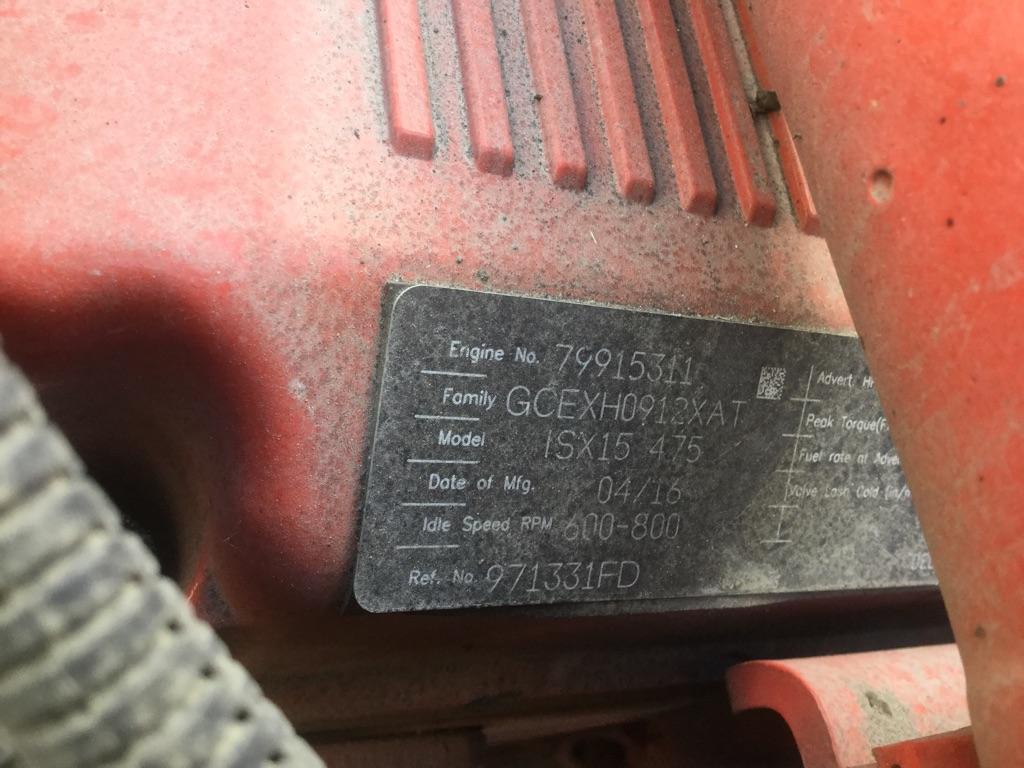 Engine No. 79915311
Family GCEXH0912XAT
Model ISX15 475
Date of Mfg. 04/16
Idle Speed RPM 600-800
Ref. No. 971331FD
Advert
Peak Torque(F
Fuel rate at
Valve Lash Cold